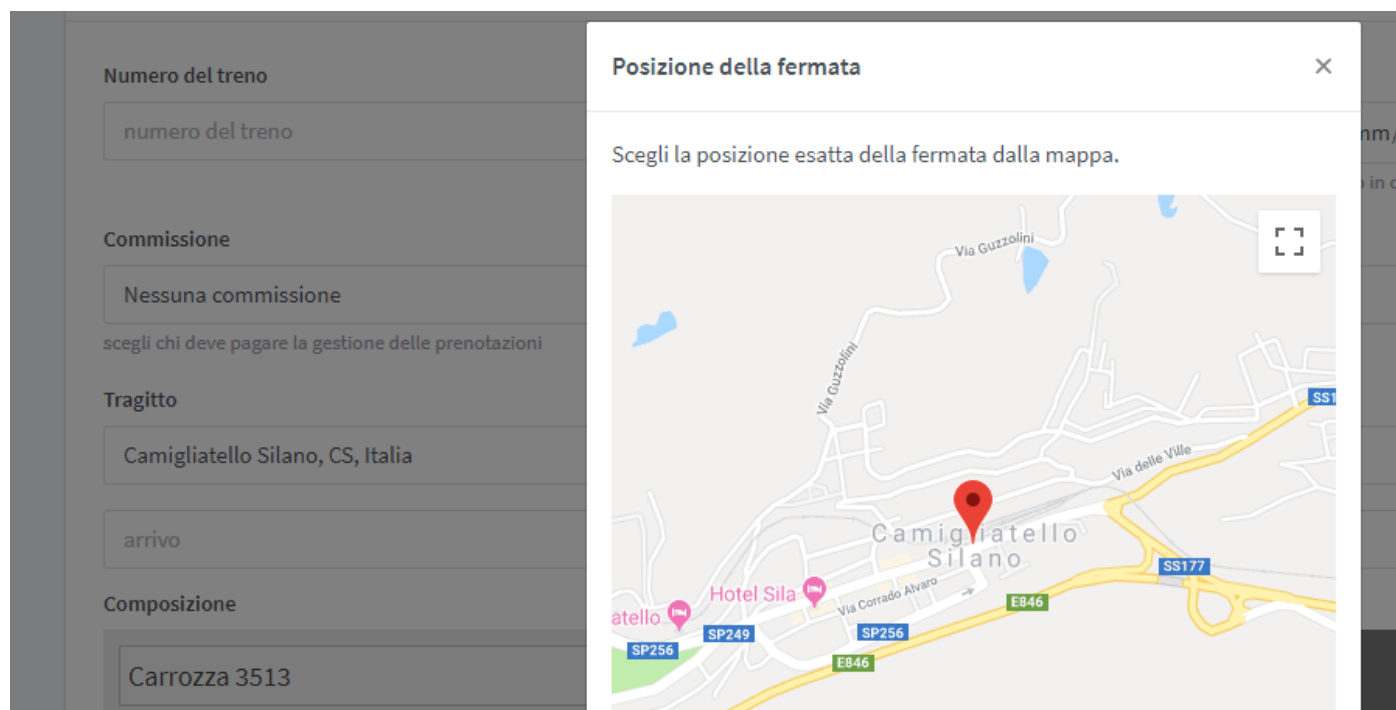 Numero del treno
numero del treno
Commissione
Nessuna commissione
scegli chi deve pagare la gestione delle prenotazioni
Tragitto
Camigliatello Silano, CS, Italia
arrivo
Composizione
Carrozza 3513
Posizione della fermata
×
Scegli la posizione esatta della fermata dalla mappa.
Via Guzzolini
Via Guzzolini
SS1
Via delle Ville
Camigliatello
Silano
SS177
Hotel Sila
Via Corrado Alvaro
E846
atello
SP249
SP256
SP256
E846
mm/
in c